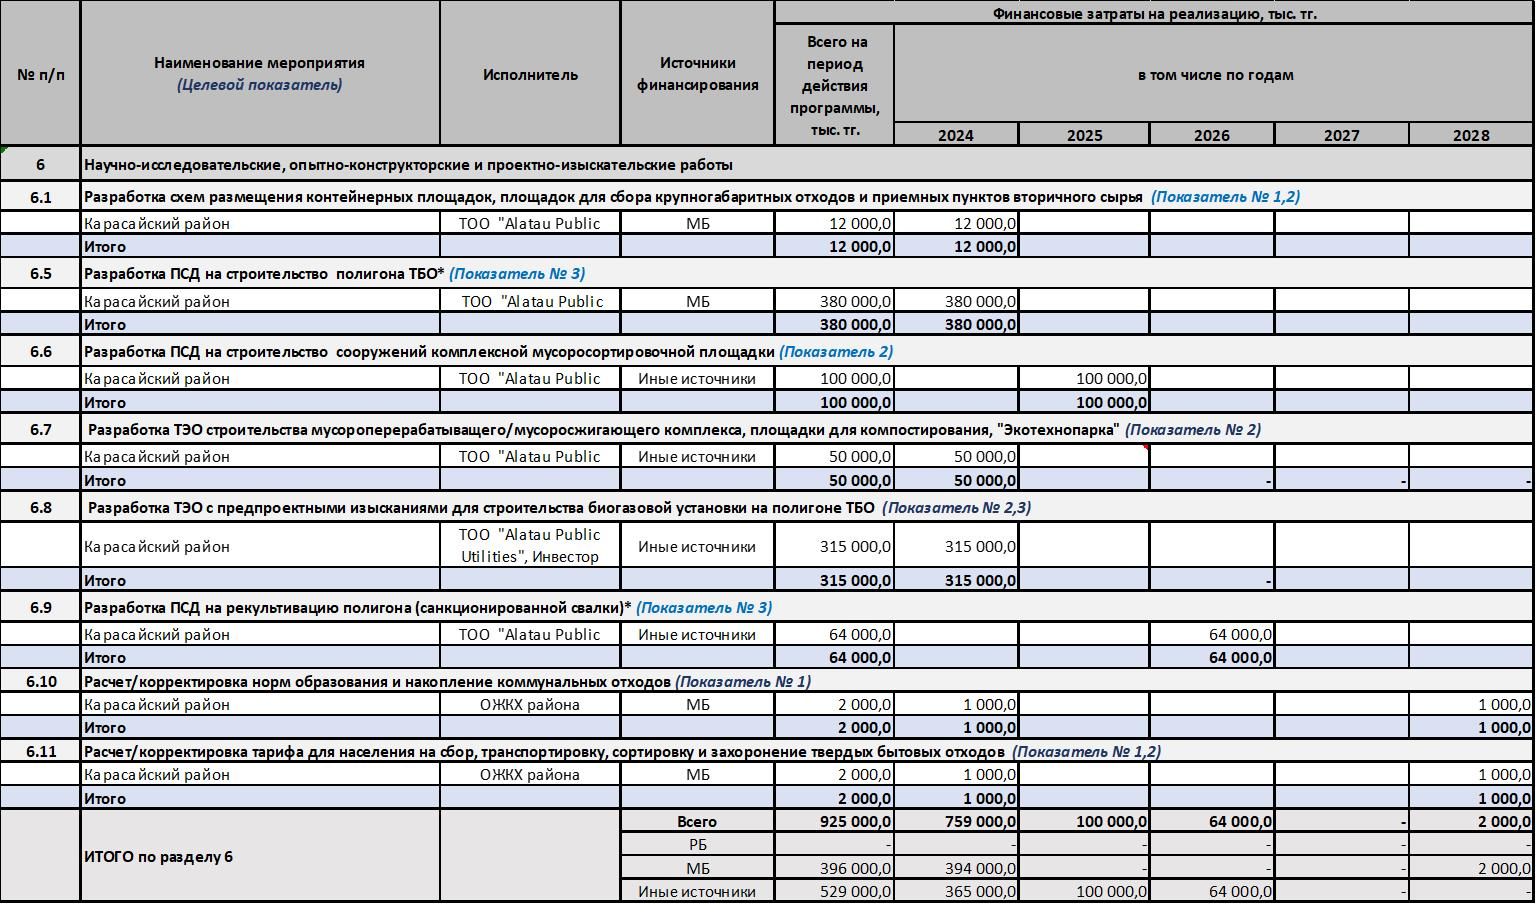 № п/п Наименование мероприятия (Целевой показатель) Исполнитель Источники финансирования Финансовые затраты на реализацию, тыс. тг.
Всего на период действия программы, тыс. тг. в том числе по годам
2024 2025 2026 2027 2028
6 Научно-исследовательские, опытно-конструкторские и проектно-изыскательские работы
6.1 Разработка схем размещения контейнерных площадок, площадок для сбора крупногабаритных отходов и приемных пунктов вторичного сырья (Показатель № 1,2)
Карасайский район ТОО "Alatau Public МБ 12 000,0 12 000,0
Итого 12 000,0 12 000,0
6.5 Разработка ПСД на строительство полигона ТБО* (Показатель № 3)
Карасайский район ТОО "Alatau Public МБ 380 000,0 380 000,0
Итого 380 000,0 380 000,0
6.6 Разработка ПСД на строительство сооружений комплексной мусоросортировочной площадки (Показатель 2)
Карасайский район ТОО "Alatau Public Иные источники 100 000,0 100 000,0
Итого 100 000,0 100 000,0
6.7 Разработка ТЭО строительства мусороперерабатыващего/мусоросжигающего комплекса, площадки для компостирования, "Экотехнопарка" (Показатель № 2)
Карасайский район ТОО "Alatau Public Иные источники 50 000,0 50 000,0
Итого 50 000,0 50 000,0 - - -
6.8 Разработка ТЭО с предпроектными изысканиями для строительства биогазовой установки на полигоне ТБО (Показатель № 2,3)
Карасайский район ТОО "Alatau Public Utilities", Инвестор Иные источники 315 000,0 315 000,0
Итого 315 000,0 315 000,0 -
6.9 Разработка ПСД на рекультивацию полигона (санкционированной свалки)* (Показатель № 3)
Карасайский район ТОО "Alatau Public Иные источники 64 000,0 64 000,0
Итого 64 000,0 64 000,0
6.10 Расчет/корректировка норм образования и накопление коммунальных отходов (Показатель № 1)
Карасайский район ОЖКХ района МБ 2 000,0 1 000,0 1 000,0
Итого 2 000,0 1 000,0 1 000,0
6.11 Расчет/корректировка тарифа для населения на сбор, транспортировку, сортировку и захоронение твердых бытовых отходов (Показатель № 1,2)
Карасайский район ОЖКХ района МБ 2 000,0 1 000,0 1 000,0
Итого 2 000,0 1 000,0 1 000,0
ИТОГО по разделу 6 Всего 925 000,0 759 000,0 100 000,0 64 000,0 - 2 000,0
РБ - - - - - -
МБ 396 000,0 394 000,0 - - - 2 000,0
Иные источники 529 000,0 365 000,0 100 000,0 64 000,0 - -